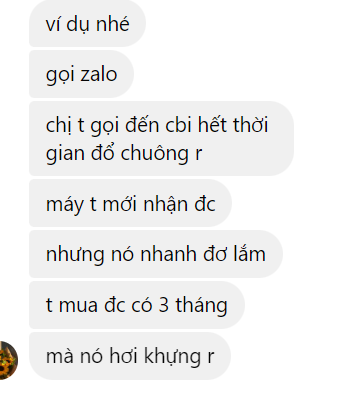 ví dụ nhé
gọi zalo
chị t gọi đến cbi hết thời
gian đổ chuông r
máy t mới nhận đc
nhưng nó nhanh đơ lắm
t mua đc có 3 tháng
mà nó hơi khựng r